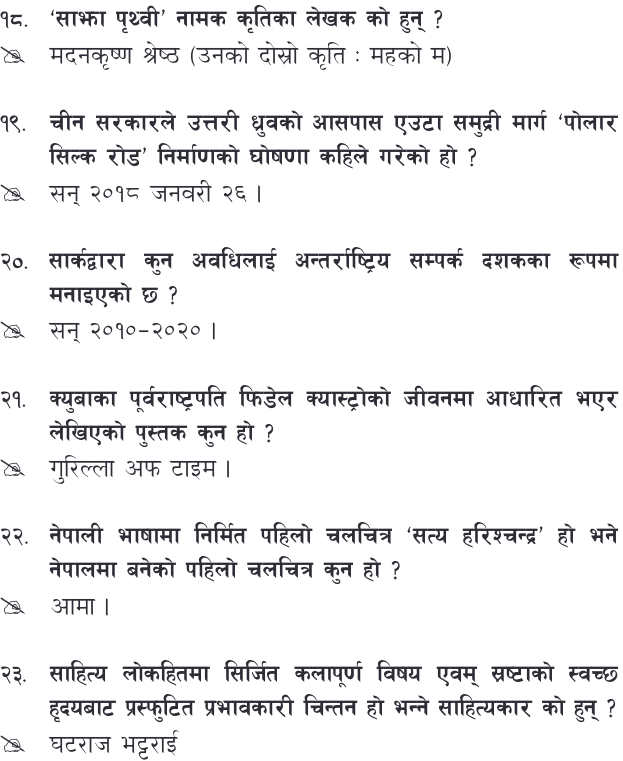 १८. ‘साझा पृथ्वी’ नामक कृतिका लेखक को हुन् ?
मदनकृष्ण श्रेष्ठ (उनको दोस्रो कृति : महको म)
१९. चीन सरकारले उत्तरी ध्रुवको आसपास एउटा समुद्री मार्ग ‘पोलार
सिल्क रोड’ निर्माणको घोषणा कहिले गरेको हो ?
सन् २०१८ जनवरी २६ ।
२०. सार्कद्वारा कुन अवधिलाई अन्तर्राष्ट्रिय सम्पर्क दशकका रूपमा
मनाइएको छ ?
सन् २०१०-२०२० ।
२१. क्युबाका पूर्वराष्ट्रपति फिडेल क्यास्ट्रोको जीवनमा आधारित भएर
लेखिएको पुस्तक कुन हो ?
गुरिल्ला अफ टाइम ।
२२. नेपाली भाषामा निर्मित पहिलो चलचित्र ‘सत्य हरिश्चन्द्र’ हो भने
नेपालमा बनेको पहिलो चलचित्र कुन हो ?
आमा ।
२३. साहित्य लोकहितमा सिर्जित कलापूर्ण विषय एवम् स्रष्टाको स्वच्छ
हृदयबाट प्रस्फुटित प्रभावकारी चिन्तन हो भन्ने साहित्यकार को हुन् ?
घटराज भट्टराई